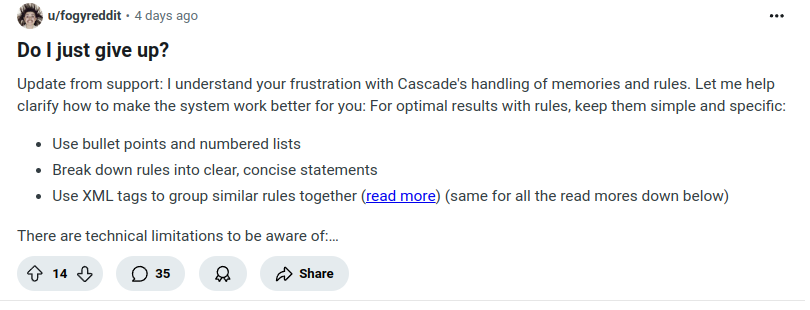 u/fogyreddit • 4 days ago
Do I just give up?
Update from support: I understand your frustration with Cascade's handling of memories and rules. Let me help
clarify how to make the system work better for you: For optimal results with rules, keep them simple and specific:
• Use bullet points and numbered lists
• Break down rules into clear, concise statements
• Use XML tags to group similar rules together (read more) (same for all the read mores down below)
There are technical limitations to be aware of:...
14 35 Share